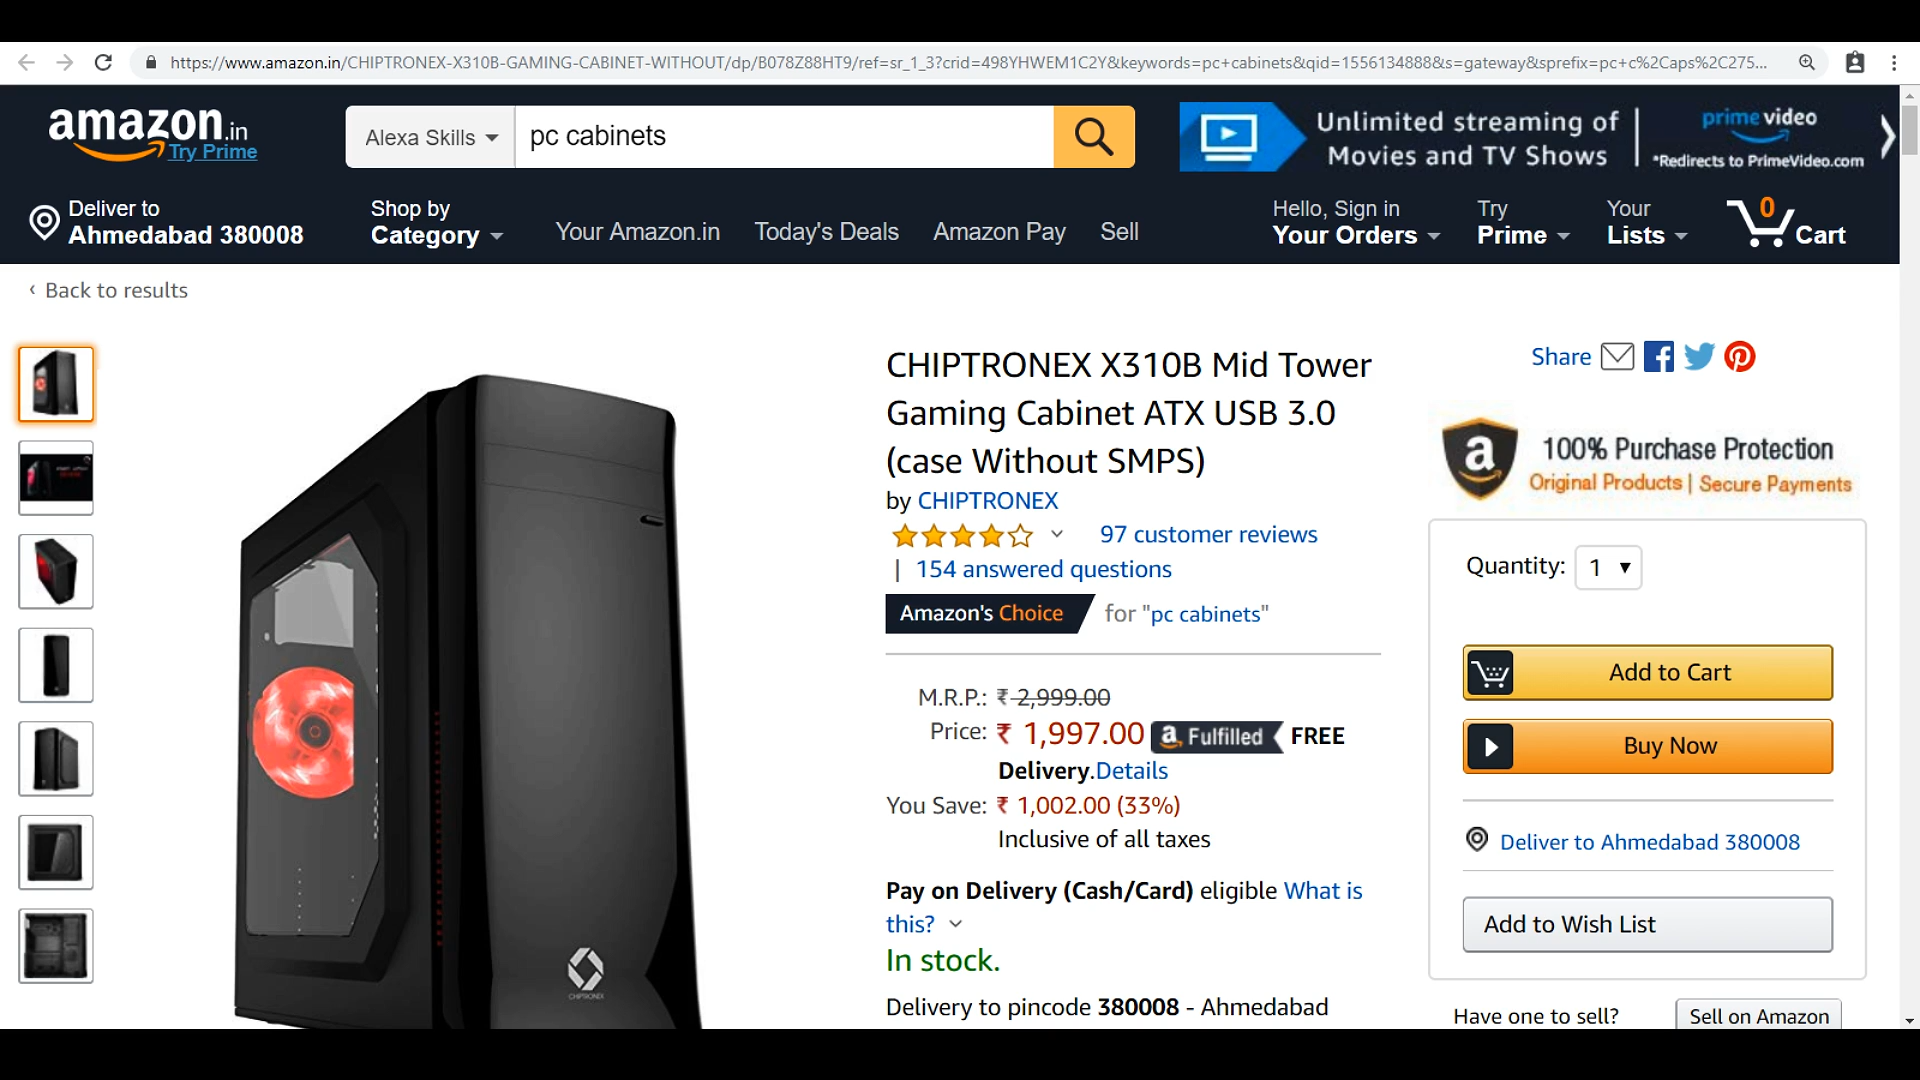 https://www.amazon.in/CHIPTRONEX-X310B-GAMING-CABINET-WITHOUT/dp/B078Z88HT9/ref=sr_1_3?crid=498YHWEM1C2Y&keywords=pc+cabinets&qid=1556134888&s=gateway&sprefix=pc+c%2Caps%2C275...
amazon.in
Try Prime
Alexa Skills
pc cabinets
Unlimited streaming of
Movies and TV Shows
prime video
*Redirects to PrimeVideo.com
Deliver to
Ahmedabad 380008
Shop by
Category
Your Amazon.in
Today's Deals
Amazon Pay
Sell
Hello, Sign in
Your Orders
Try
Prime
Your
Lists
0
Cart
‹ Back to results
CHIPTRONEX X310B Mid Tower
Gaming Cabinet ATX USB 3.0
(case Without SMPS)
by CHIPTRONEX
97 customer reviews
| 154 answered questions
Amazon's Choice for "pc cabinets"
M.R.P.: ₹ 2,999.00
Price: ₹ 1,997.00 a Fulfilled FREE
Delivery.Details
You Save: ₹ 1,002.00 (33%)
Inclusive of all taxes
Pay on Delivery (Cash/Card) eligible What is
this?
In stock.
Delivery to pincode 380008 - Ahmedabad
CHIPTRONEX
Share
a
100% Purchase Protection
Original Products | Secure Payments
Quantity: 1
Add to Cart
Buy Now
Deliver to Ahmedabad 380008
Add to Wish List
Have one to sell?
Sell on Amazon